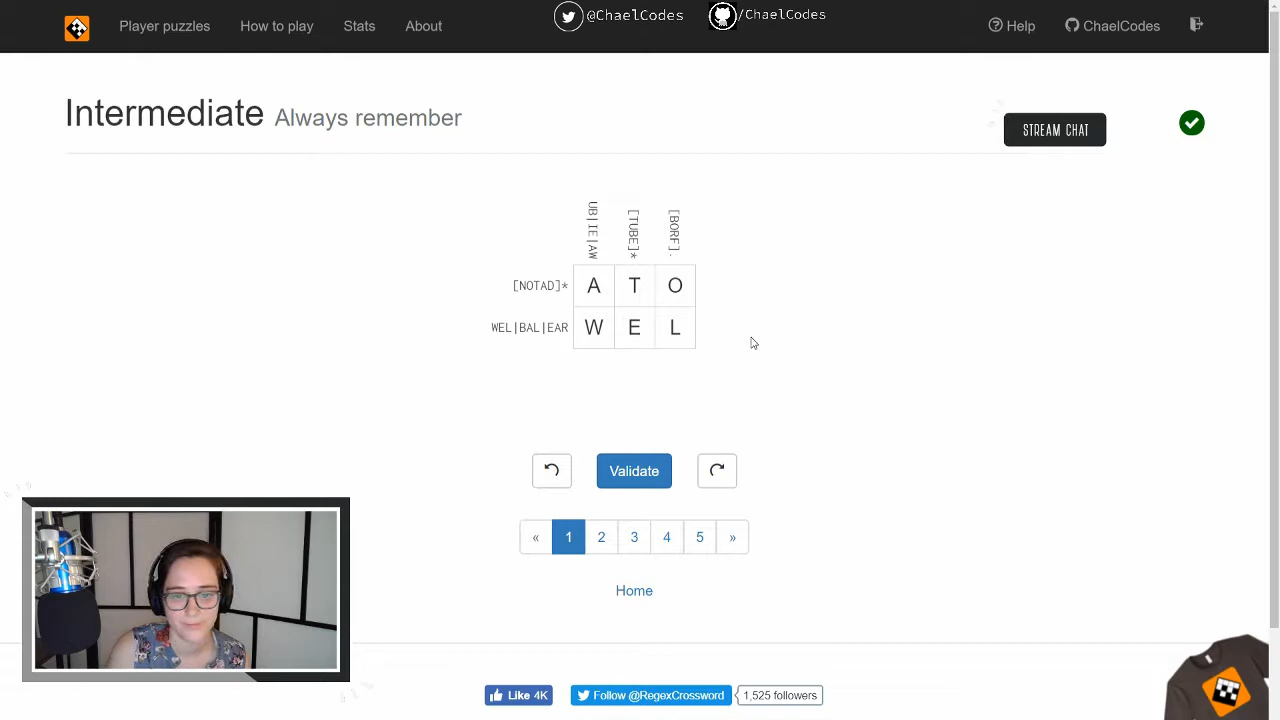 Player puzzles How to play Stats About @ChaelCodes /ChaelCodes Help ChaelCodes
Intermediate Always remember
STREAM CHAT
UB|IE|AW [TUBE]* [BORF].
[NOTAD]* A T O
WEL|BAL|EAR W E L
Validate
« 1 2 3 4 5 »
Home
Like 4K Follow @RegexCrossword 1,525 followers